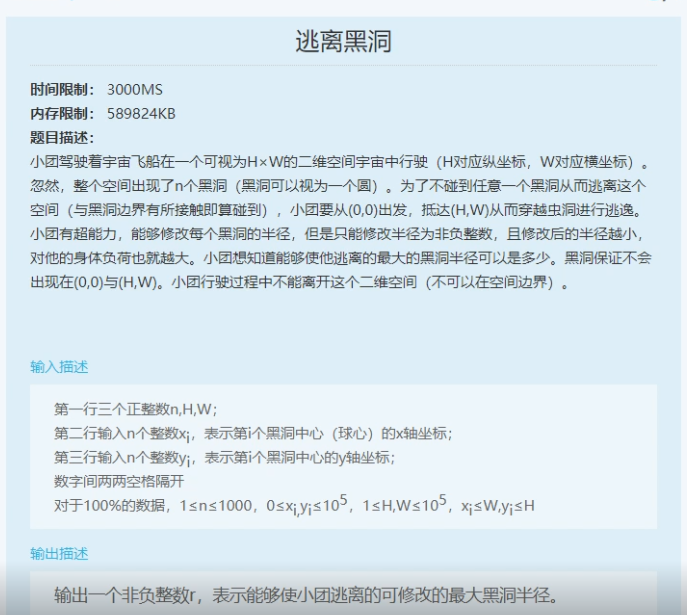 逃离黑洞
时间限制： 3000MS
内存限制： 589824KB
题目描述：
小团驾驶着宇宙飞船在一个可视为H×W的二维空间宇宙中行驶（H对应纵坐标，W对应横坐标）。
忽然，整个空间出现了n个黑洞（黑洞可以视为一个圆）。为了不碰到任意一个黑洞从而逃离这个
空间（与黑洞边界有所接触即算碰到），小团要从(0,0)出发，抵达(H,W)从而穿越虫洞进行逃逸。
小团有超能力，能够修改每个黑洞的半径，但是只能修改半径为非负整数，且修改后的半径越小，
对他的身体负荷也就越大。小团想知道能够使他逃离的最大的黑洞半径可以是多少。黑洞保证不会
出现在(0,0)与(H,W)。小团行驶过程中不能离开这个二维空间（不可以在空间边界）。
输入描述
第一行三个正整数n,H,W；
第二行输入n个整数xi，表示第i个黑洞中心（球心）的x轴坐标；
第三行输入n个整数yi，表示第i个黑洞中心的y轴坐标；
数字间两两空格隔开
对于100%的数据，1≤n≤1000，0≤xi,yi≤10^5，1≤H,W≤10^5，xi≤W,yi≤H
输出描述
输出一个非负整数r，表示能够使小团逃离的可修改的最大黑洞半径。